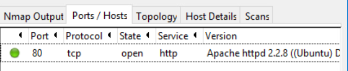 Nmap Output Ports / Hosts Topology Host Details Scans
Port Protocol State Service Version
80 tcp open http Apache httpd 2.2.8 ((Ubuntu) D